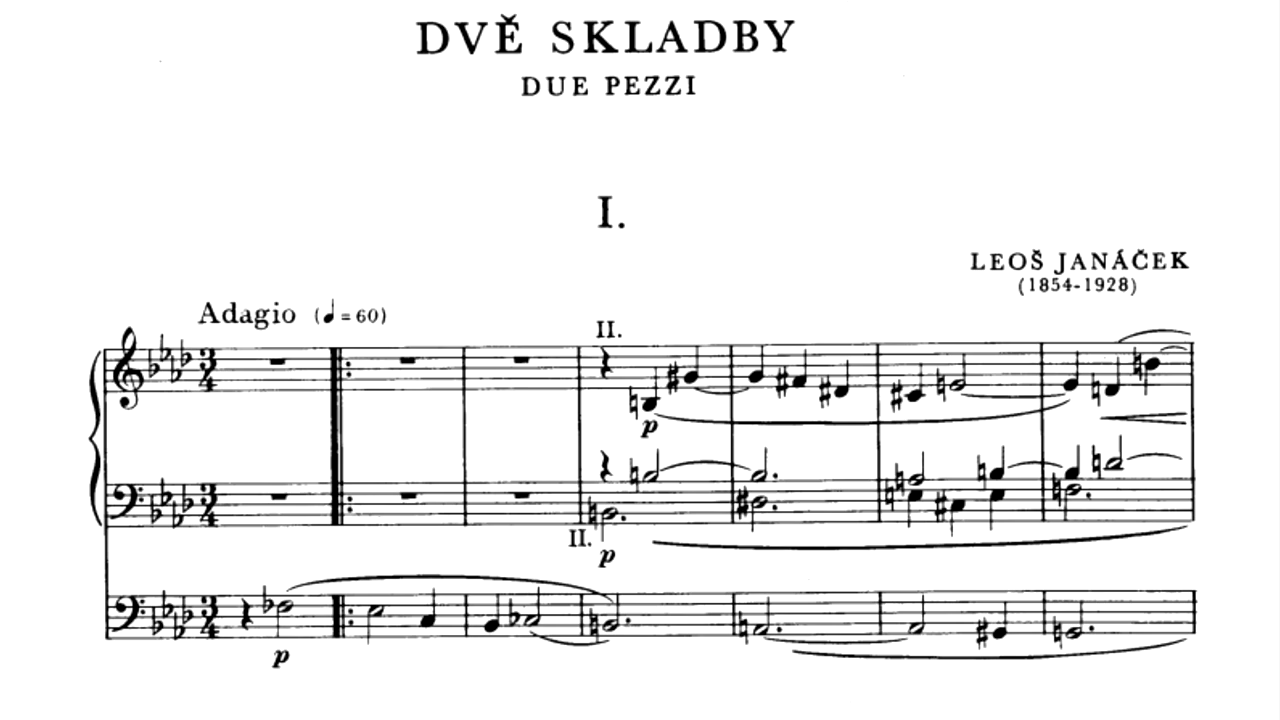 DVĚ SKLADBY
DUE PEZZI
I.
LEOŠ JANÁČEK
(1854-1928)
Adagio (♩=60)
II.
p
II.
p
p